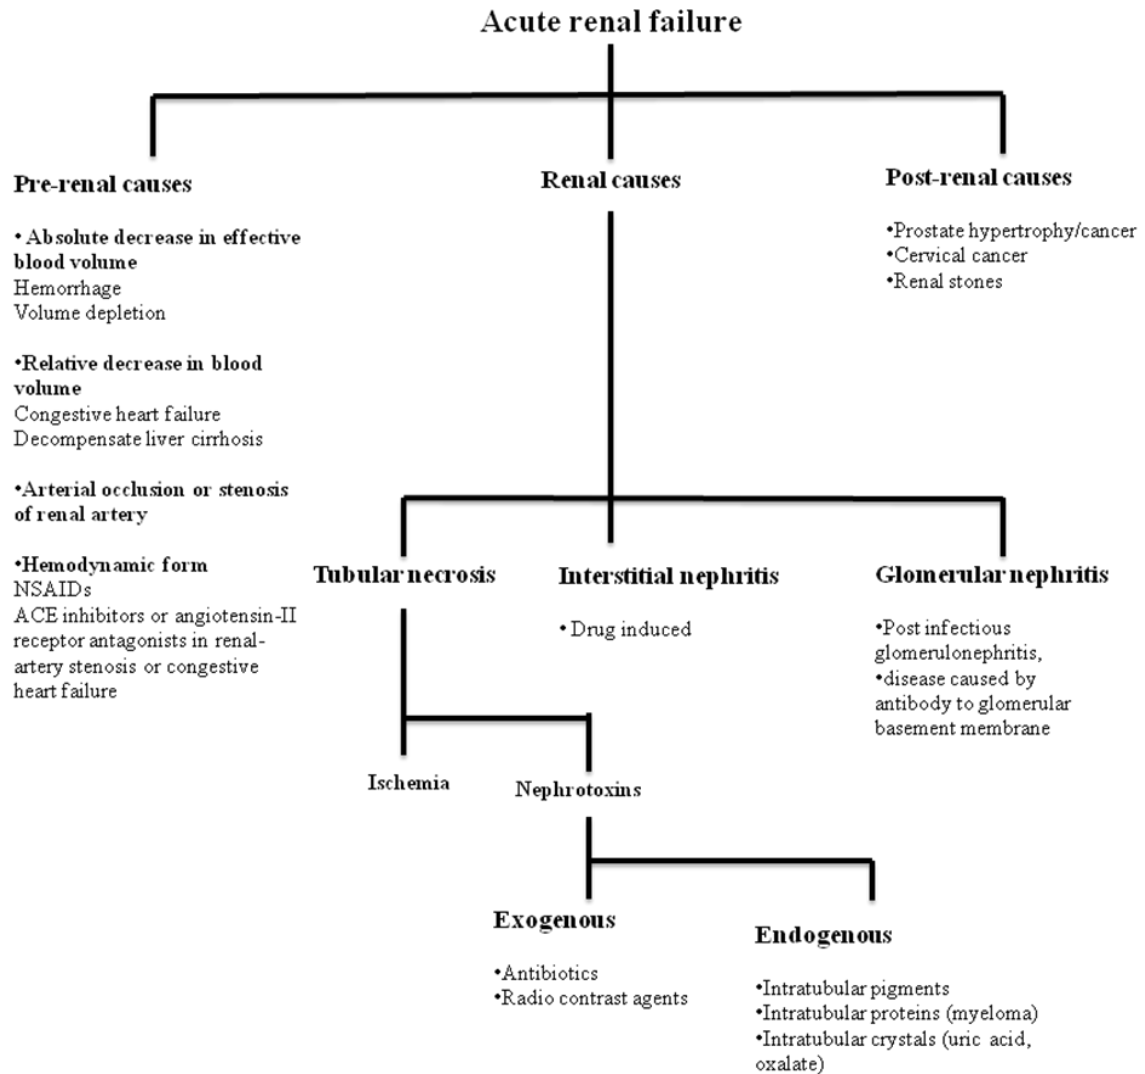 Acute renal failure
Pre-renal causes
• Absolute decrease in effective
blood volume
Hemorrhage
Volume depletion
•Relative decrease in blood
volume
Congestive heart failure
Decompensate liver cirrhosis
•Arterial occlusion or stenosis
of renal artery
•Hemodynamic form
NSAIDs
ACE inhibitors or angiotensin-II
receptor antagonists in renal-
artery stenosis or congestive
heart failure
Renal causes
Post-renal causes
•Prostate hypertrophy/cancer
•Cervical cancer
•Renal stones
Tubular necrosis
Interstitial nephritis
• Drug induced
Glomerular nephritis
•Post infectious
glomerulonephritis,
•disease caused by
antibody to glomerular
basement membrane
Ischemia
Nephrotoxins
Exogenous
•Antibiotics
•Radio contrast agents
Endogenous
•Intratubular pigments
•Intratubular proteins (myeloma)
•Intratubular crystals (uric acid,
oxalate)